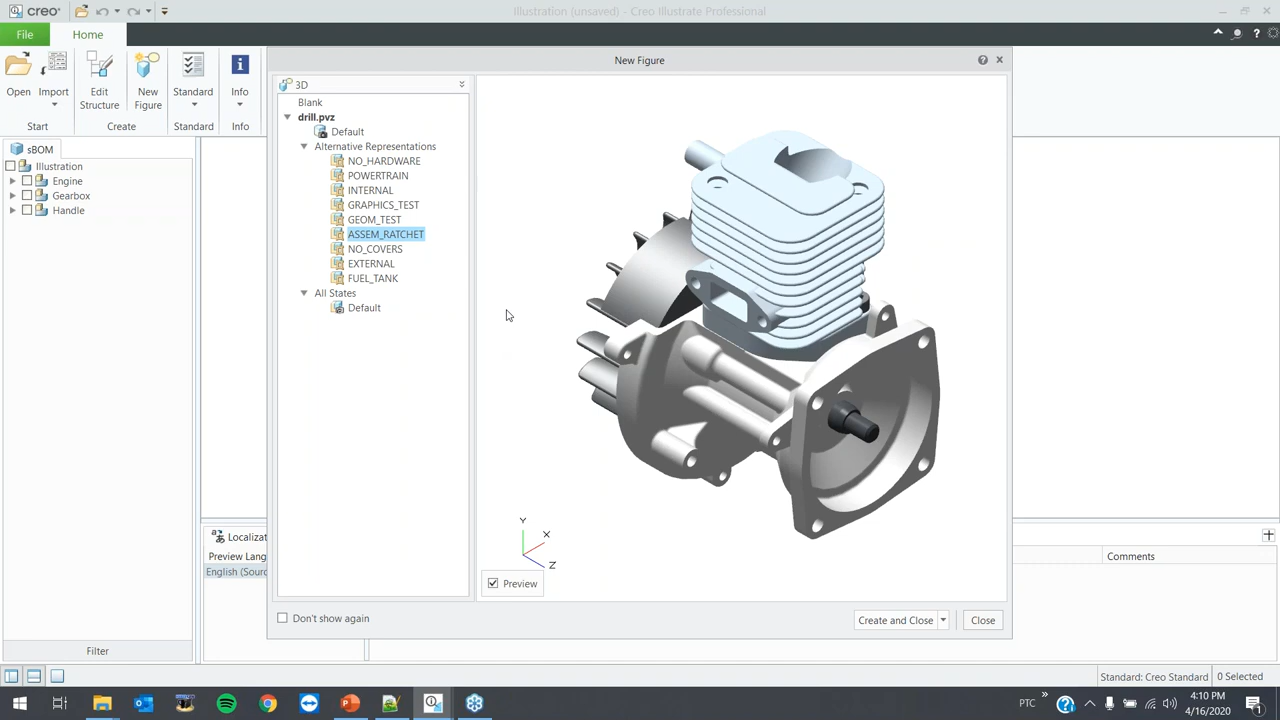 creo
Illustration (unsaved) - Creo Illustrate Professional
File
Home
Open
Import
Edit Structure
New Figure
Standard
Info
Start
Create
Standard
Info
sBOM
Illustration
Engine
Gearbox
Handle
Filter
New Figure
3D
Blank
drill.pvz
Default
Alternative Representations
NO_HARDWARE
POWERTRAIN
INTERNAL
GRAPHICS_TEST
GEOM_TEST
ASSEM_RATCHET
NO_COVERS
EXTERNAL
FUEL_TANK
All States
Default
Y
X
Z
Preview
Don't show again
Create and Close
Close
Localizat
Preview Lang
English (Sourc
Comments
Standard: Creo Standard
0 Selected
PTC
4:10 PM
4/16/2020